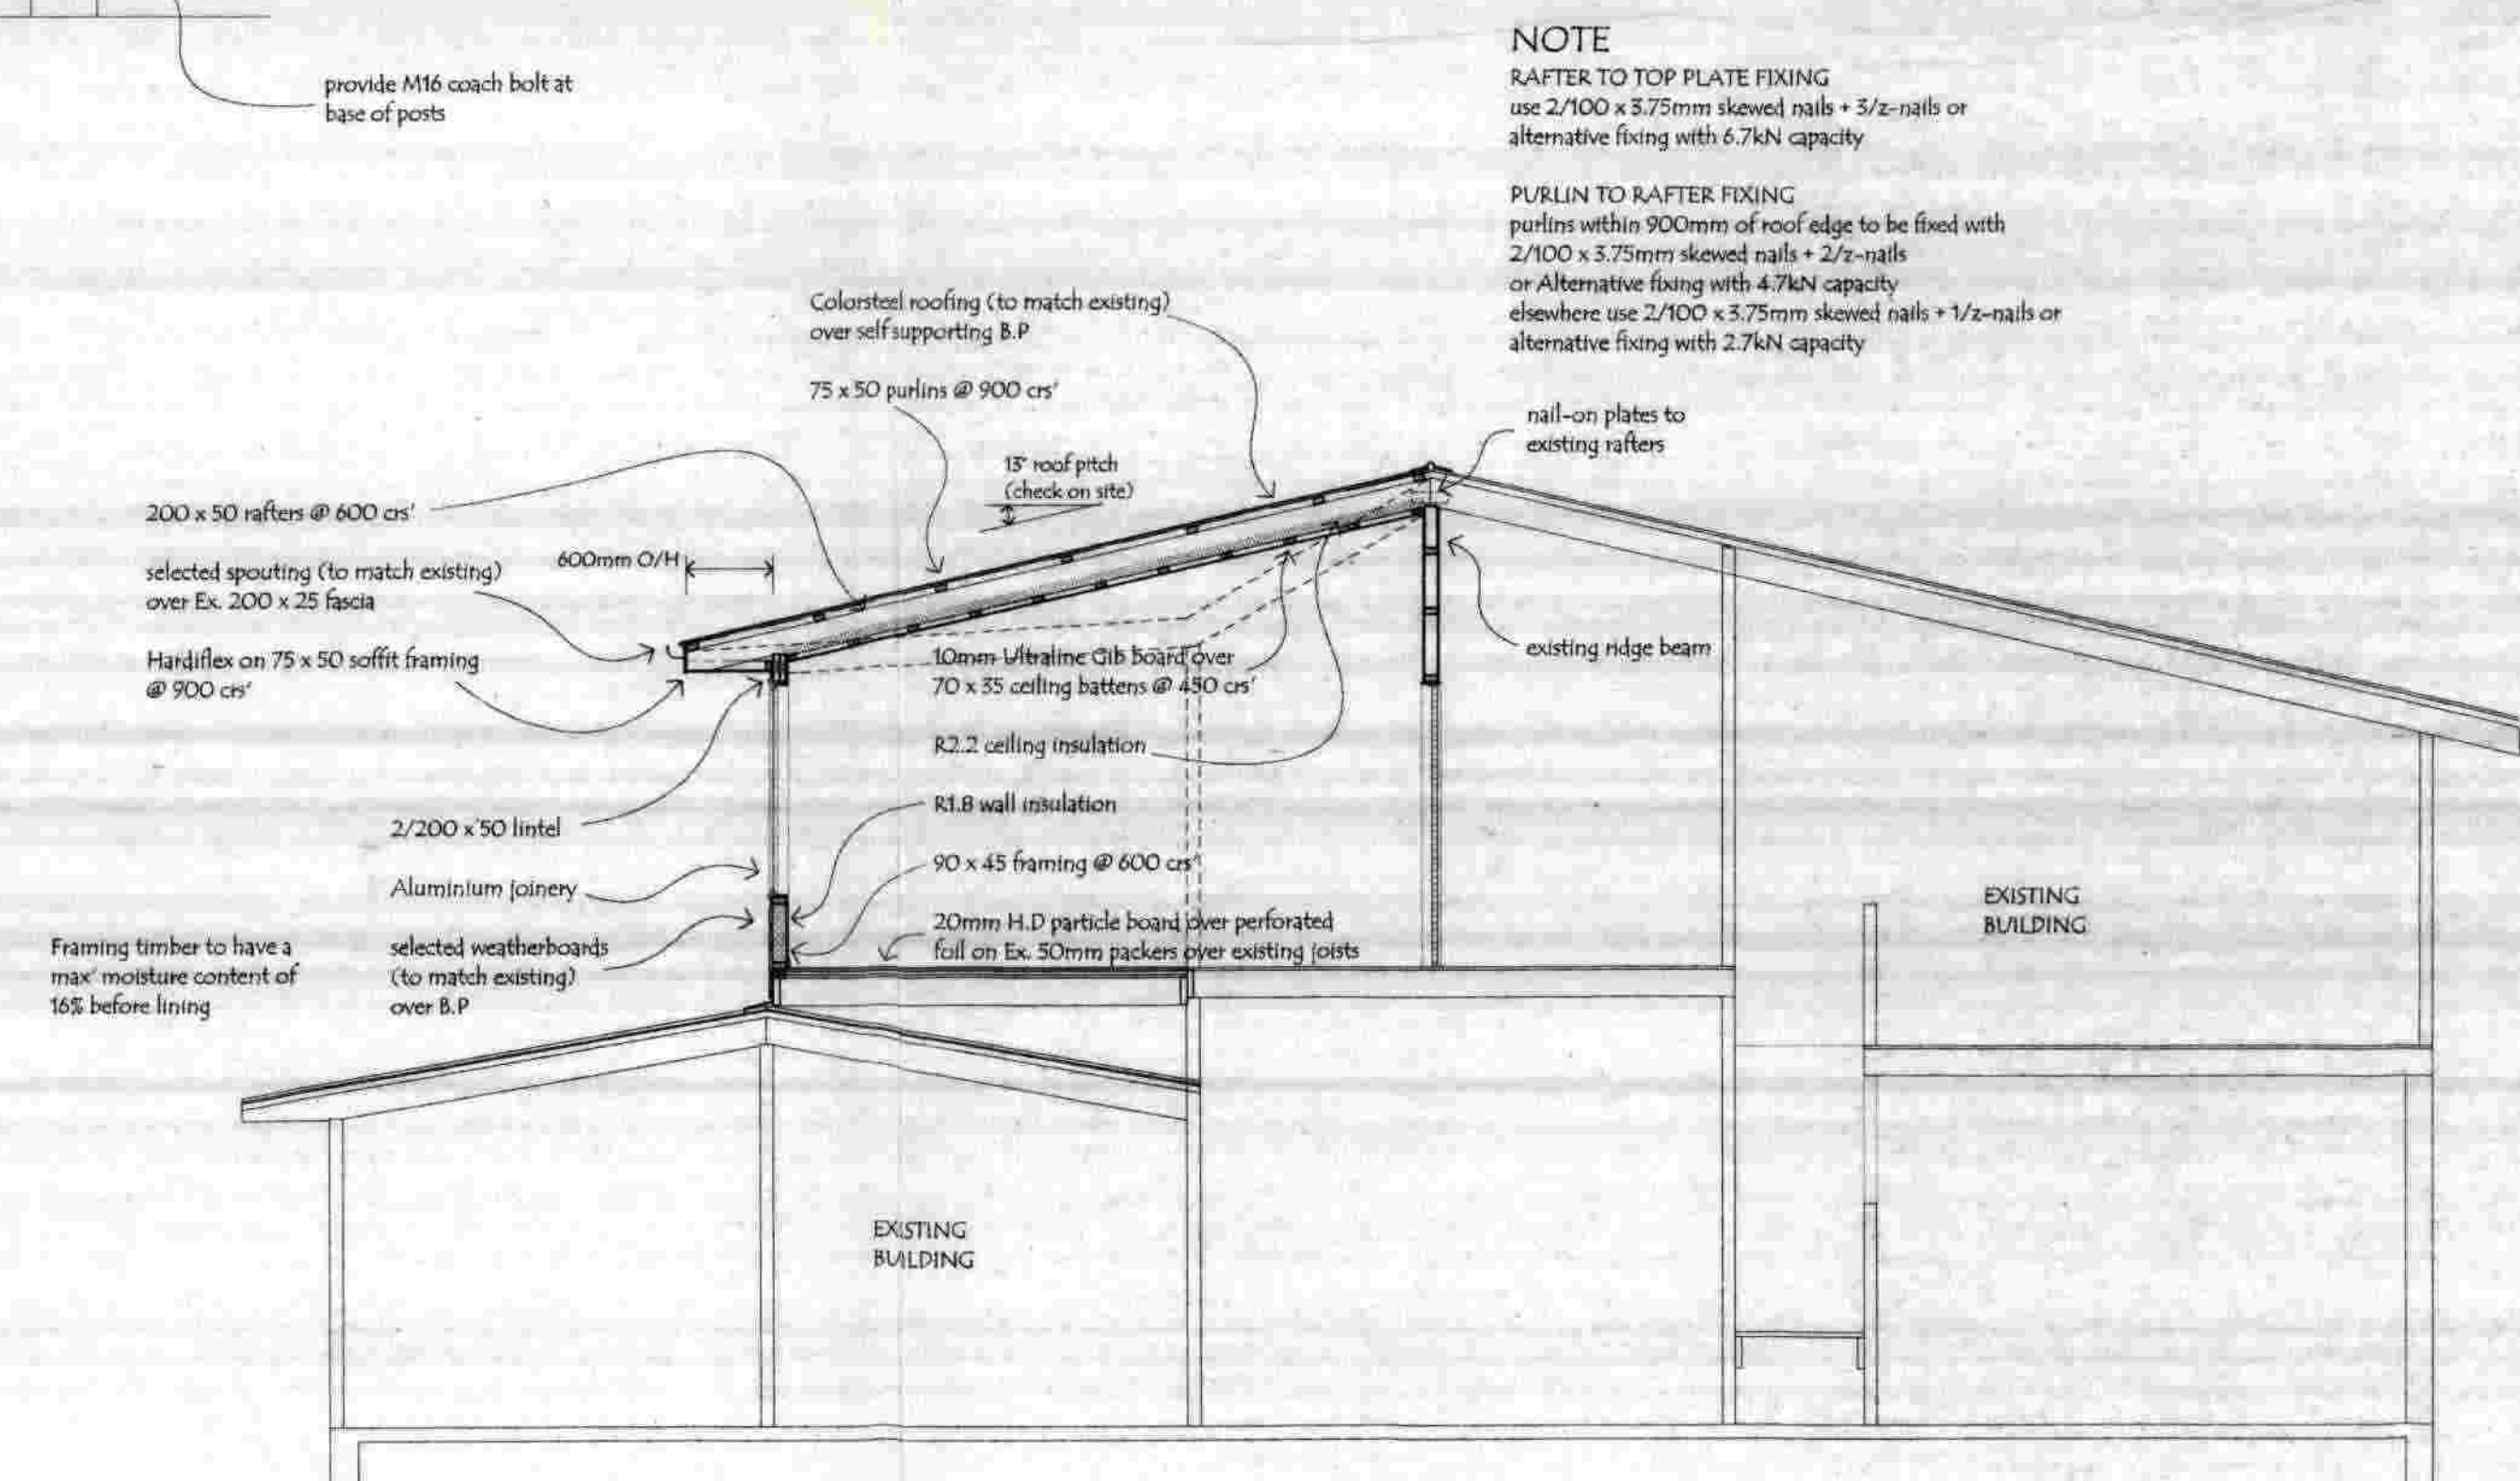 provide M16 coach bolt at
base of posts
NOTE
RAFTER TO TOP PLATE FIXING
use 2/100 x 3.75mm skewed nails + 3/z-nails or
alternative fixing with 6.7kN capacity
PURLIN TO RAFTER FIXING
purlins within 900mm of roof edge to be fixed with
2/100 x 3.75mm skewed nails + 2/z-nails
or Alternative fixing with 4.7kN capacity
elsewhere use 2/100 x 3.75mm skewed nails + 1/z-nails or
alternative fixing with 2.7kN capacity
Colorsteel roofing (to match existing)
over selfsupporting B.P
75 x 50 purlins @ 900 crs'
13° roof pitch
(check on site)
nail-on plates to
existing rafters
200 x 50 rafters @ 600 crs'
600mm O/H
selected spouting (to match existing)
over Ex. 200 x 25 fascia
Hardiflex on 75 x 50 soffit framing
@ 900 crs'
10mm Ultraline Gib board over
70 x 35 ceiling battens @ 450 crs'
existing ridge beam
R2.2 ceiling insulation
R1.8 wall insulation
2/200 x 50 lintel
90 x 45 framing @ 600 crs'
Aluminium joinery
20mm H.D particle board over perforated
foil on Ex. 50mm packers over existing joists
Framing timber to have a
max' moisture content of
16% before lining
selected weatherboards
(to match existing)
over B.P
EXISTING
BUILDING
EXISTING
BUILDING